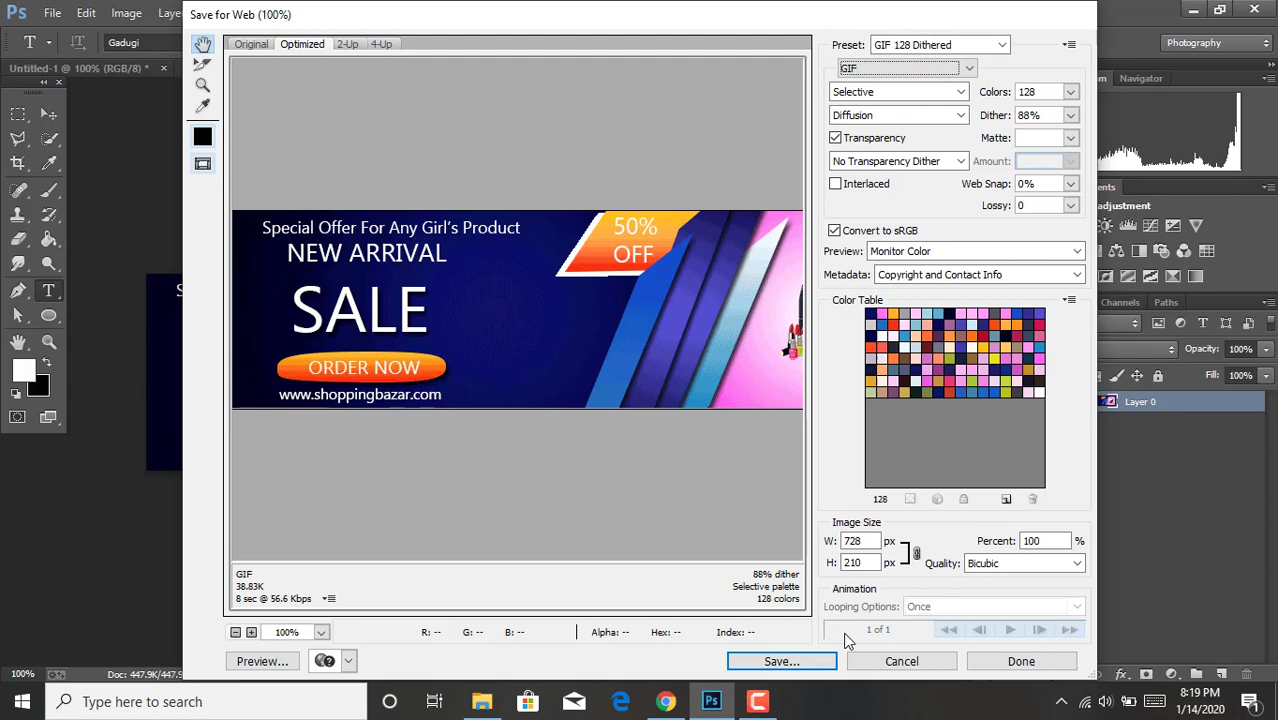 Ps File Edit Image Laye
Save for Web (100%)
T T Gadugi
Photography
Untitled-1 @ 100% (RGB/8) * ×
Original Optimized 2-Up 4-Up
Preset: GIF 128 Dithered
GIF
Navigator
Selective Colors: 128
Diffusion Dither: 88%
Transparency Matte:
No Transparency Dither Amount:
Interlaced Web Snap: 0%
Lossy: 0
Convert to sRGB
Preview: Monitor Color
Metadata: Copyright and Contact Info
Color Table
Special Offer For Any Girl's Product
NEW ARRIVAL
SALE
ORDER NOW
www.shoppingbazar.com
50%
OFF
ents
adjustment
Channels Paths
Opacity: 100%
Fill: 100%
Layer 0
128
Image Size
W: 728 px Percent: 100 %
H: 210 px Quality: Bicubic
Animation
Looping Options: Once
1 of 1
GIF 88% dither
38.83K Selective palette
8 sec @ 56.6 Kbps 128 colors
100% R: -- G: -- B: -- Alpha: -- Hex: -- Index: --
Preview... Save... Cancel Done
100% Doc: 447.9K/447.9
fx
Type here to search
Ps
8:19 PM
1/14/2020
1